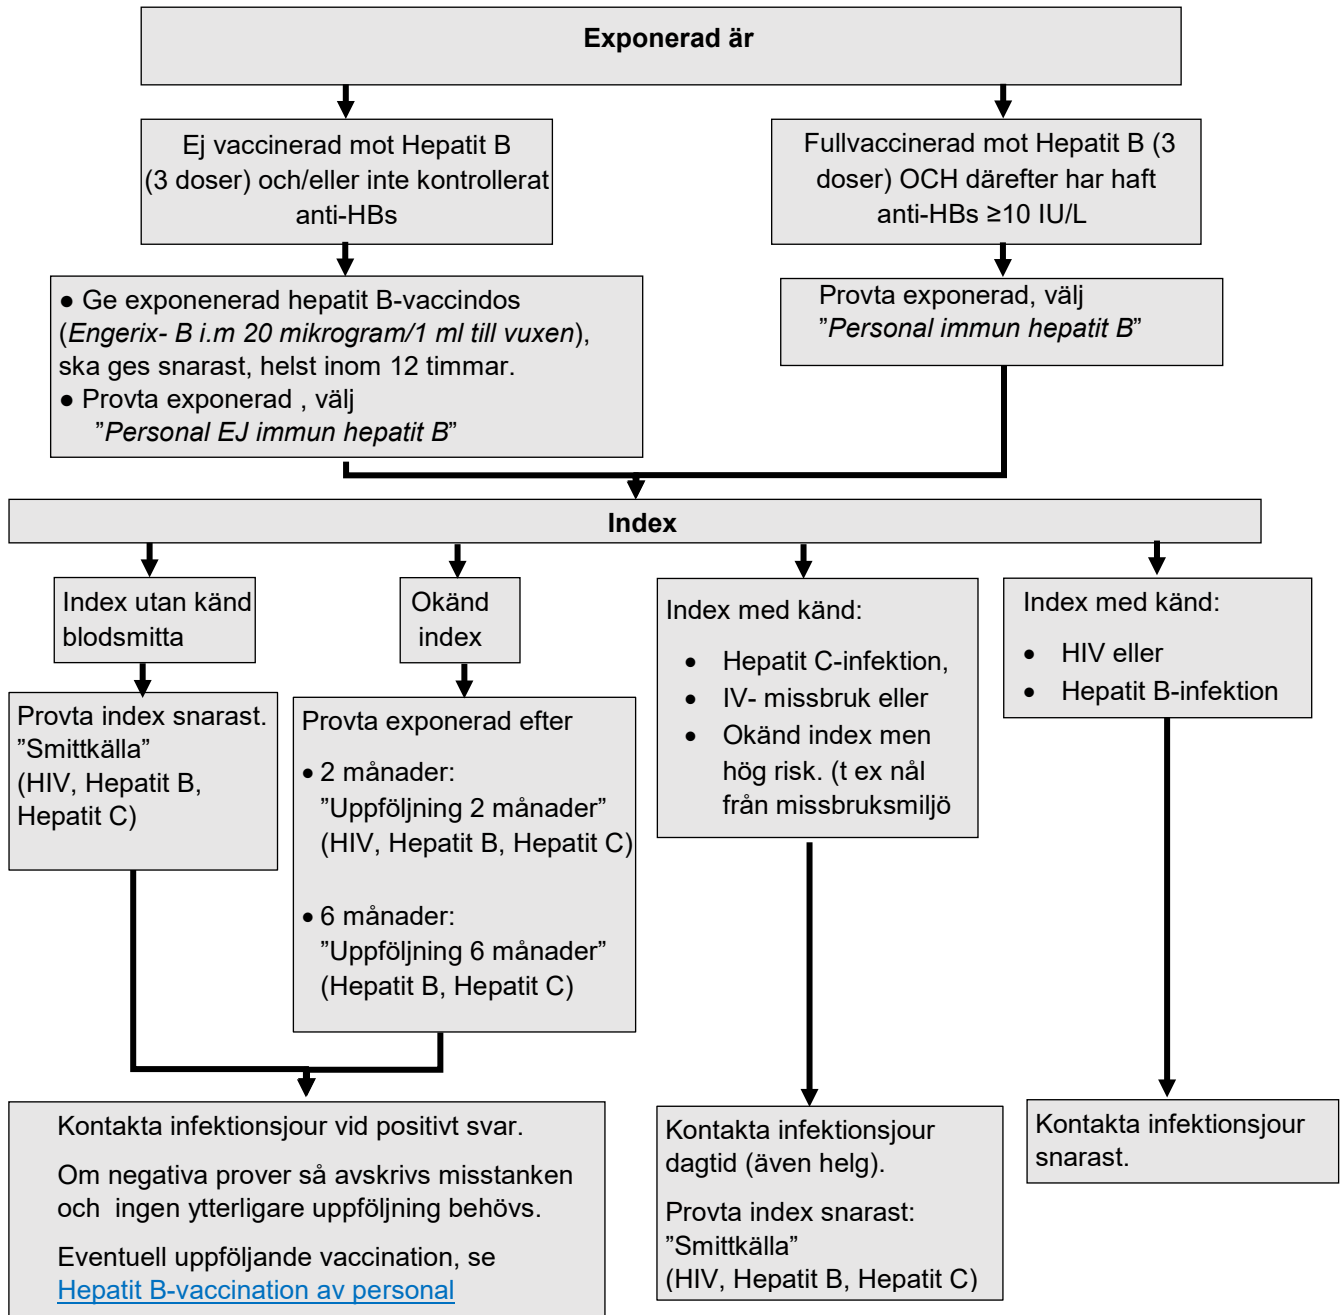 Exponerad är
Ej vaccinerad mot Hepatit B
(3 doser) och/eller inte kontrollerat
anti-HBs
Fullvaccinerad mot Hepatit B (3
doser) OCH därefter har haft
anti-HBs ≥10 IU/L
● Ge exponenerad hepatit B-vaccindos
(Engerix- B i.m 20 mikrogram/1 ml till vuxen),
ska ges snarast, helst inom 12 timmar.
● Provta exponerad , välj
”Personal EJ immun hepatit B”
Provta exponerad, välj
”Personal immun hepatit B”
Index
Index utan känd
blodsmitta
Okänd
index
Index med känd:
• Hepatit C-infektion,
• IV- missbruk eller
• Okänd index men
hög risk. (t ex nål
från missbruksmiljö
Index med känd:
• HIV eller
• Hepatit B-infektion
Provta index snarast.
”Smittkälla”
(HIV, Hepatit B,
Hepatit C)
Provta exponerad efter
• 2 månader:
”Uppföljning 2 månader”
(HIV, Hepatit B, Hepatit C)
• 6 månader:
”Uppföljning 6 månader”
(Hepatit B, Hepatit C)
Kontakta infektionsjour vid positivt svar.
Om negativa prover så avskrivs misstanken
och ingen ytterligare uppföljning behövs.
Eventuell uppföljande vaccination, se
Hepatit B-vaccination av personal
Kontakta infektionsjour
dagtid (även helg).
Provta index snarast:
”Smittkälla”
(HIV, Hepatit B, Hepatit C)
Kontakta infektionsjour
snarast.